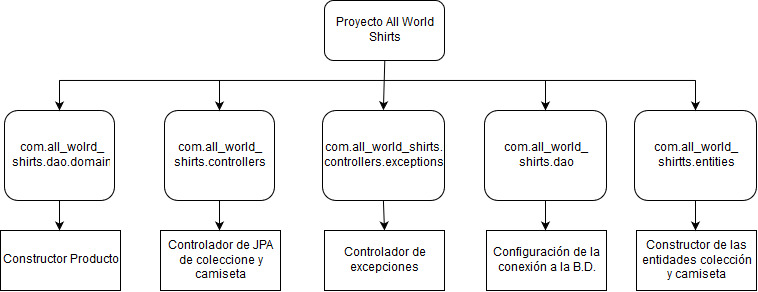 Proyecto All World
Shirts
com.all_wolrd_
shirts.dao.domain
com.all_world_
shirts.controllers
com.all_world_shirts.
controllers.exceptions
com.all_world_
shirts.dao
com.all_world_
shirtts.entities
Constructor Producto
Controlador de JPA
de coleccione y
camiseta
Controlador de
excepciones
Configuración de la
conexión a la B.D.
Constructor de las
entidades colección
y camiseta